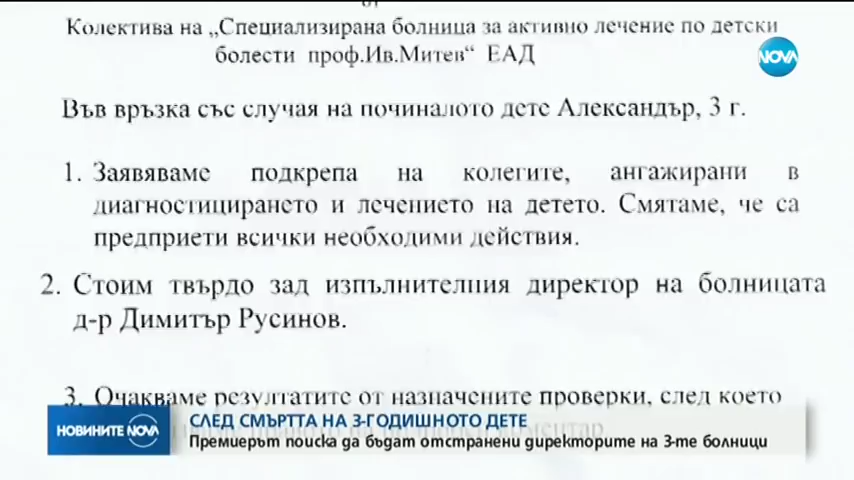 от
Колектива на „Специализирана болница за активно лечение по детски
болести проф.Ив.Митев“ ЕАД
NOVA
Във връзка със случая на починалото дете Александър, 3 г.
1. Заявяваме подкрепа на колегите, ангажирани в
диагностицирането и лечението на детето. Смятаме, че са
предприети всички необходими действия.
2. Стоим твърдо зад изпълнителния директор на болницата
д-р Димитър Русинов.
3. Очакваме резултатите от назначените проверки, след което
НОВИНИТЕ NOVA
СЛЕД СМЪРТТА НА 3-ГОДИШНОТО ДЕТЕ
Премиерът поиска да бъдат отстранени директорите на 3-те болници